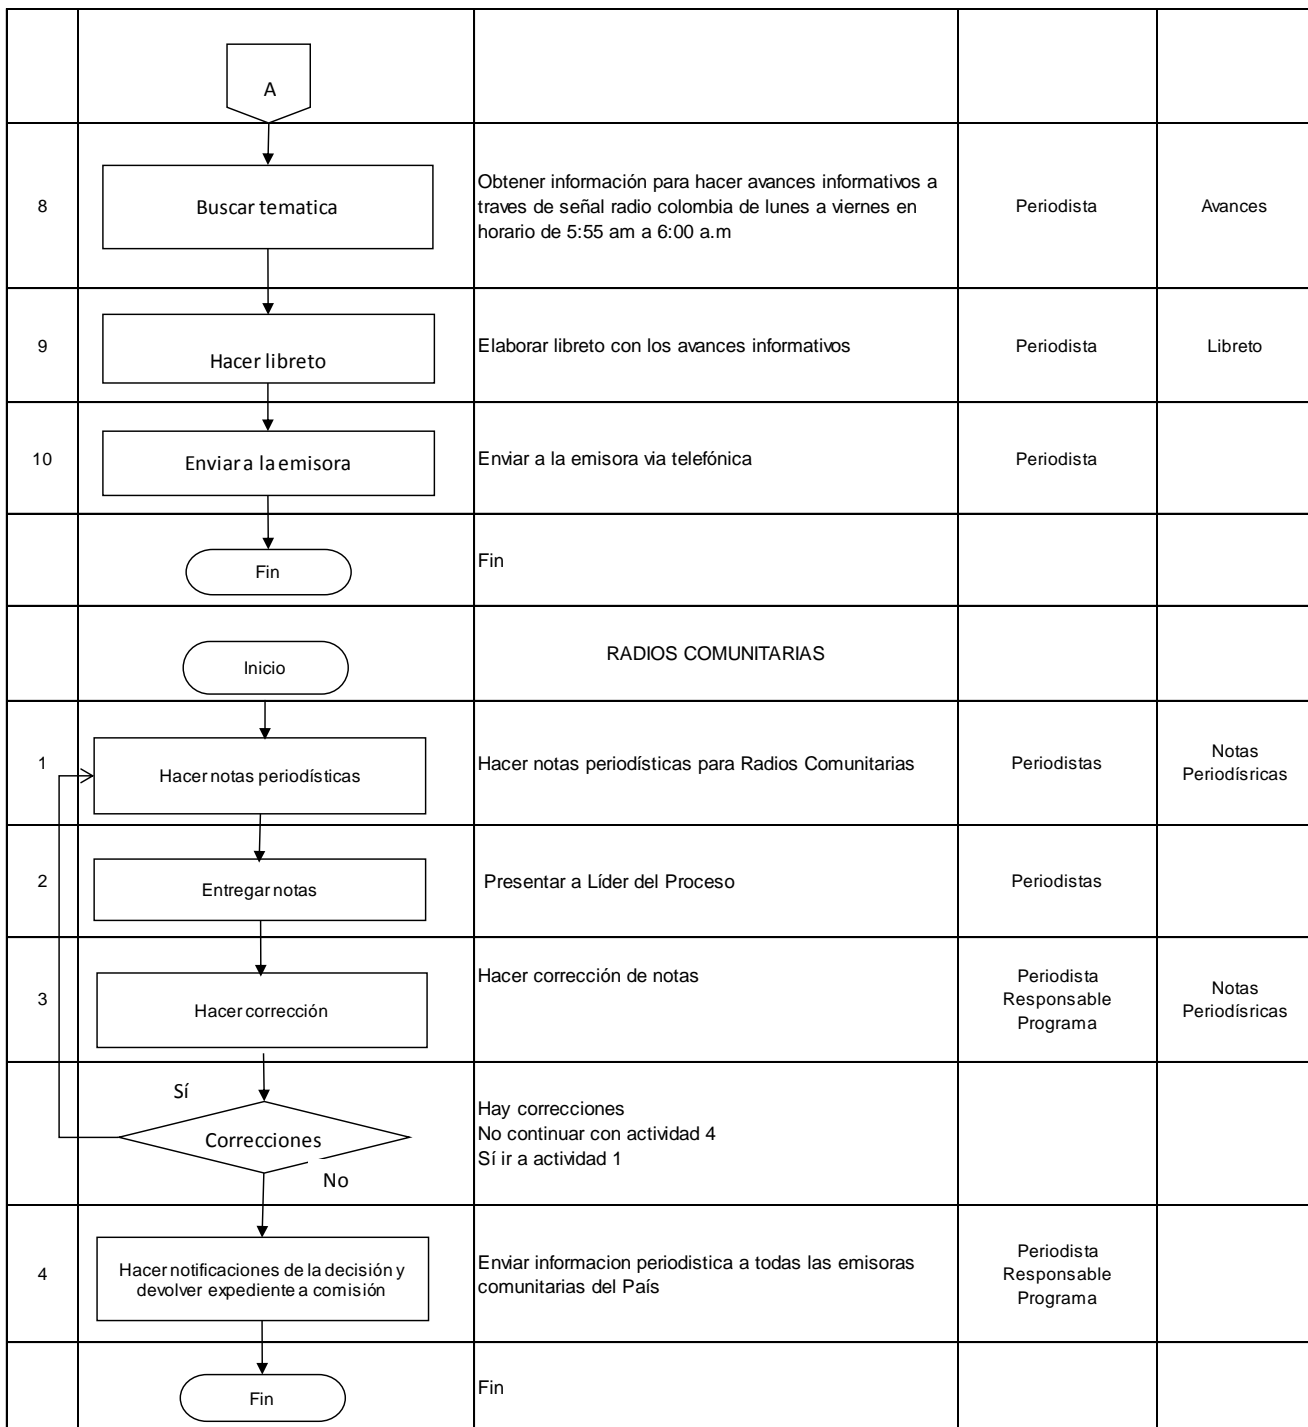 A
8
Buscar tematica
Obtener información para hacer avances informativos a
traves de señal radio colombia de lunes a viernes en
horario de 5:55 am a 6:00 a.m
Periodista
Avances
9
Hacer libreto
Elaborar libreto con los avances informativos
Periodista
Libreto
10
Enviar a la emisora
Enviar a la emisora via telefónica
Periodista
Fin
Fin
Inicio
RADIOS COMUNITARIAS
1
Hacer notas periodísticas
Hacer notas periodísticas para Radios Comunitarias
Periodistas
Notas
Periodísricas
2
Entregar notas
Presentar a Líder del Proceso
Periodistas
3
Hacer corrección
Hacer corrección de notas
Periodista
Responsable
Programa
Notas
Periodísricas
Sí
Correcciones
No
Hay correcciones
No continuar con actividad 4
Sí ir a actividad 1
4
Hacer notificaciones de la decisión y
devolver expediente a comisión
Enviar informacion periodistica a todas las emisoras
comunitarias del País
Periodista
Responsable
Programa
Fin
Fin